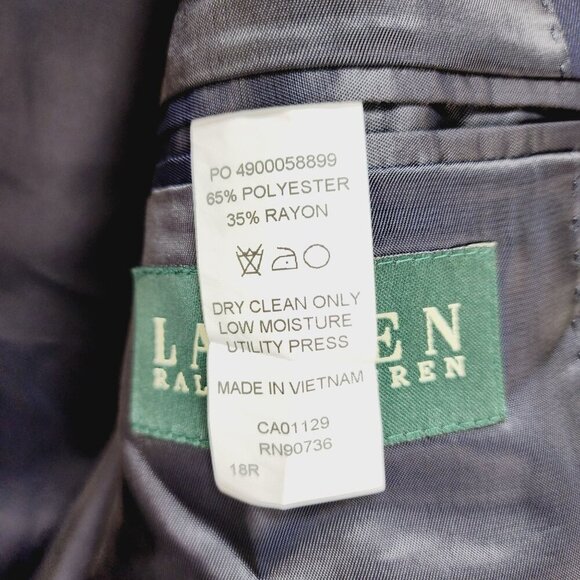 PO 4900058899
65% POLYESTER
35% RAYON
DRY CLEAN ONLY
LOW MOISTURE
UTILITY PRESS
MADE IN VIETNAM
CA01129
RN90736
18R